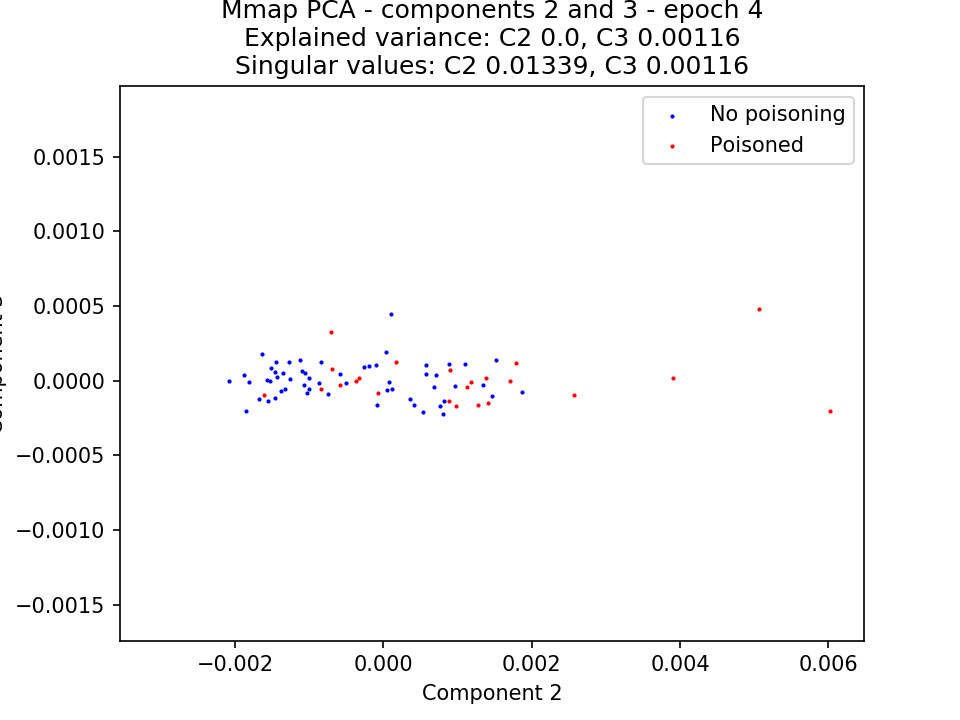 Mmap PCA - components 2 and 3 - epoch 4
Explained variance: C2 0.0, C3 0.00116
Singular values: C2 0.01339, C3 0.00116
No poisoning
Poisoned
0.0015
0.0010
0.0005
0.0000
−0.0005
−0.0010
−0.0015
−0.002
0.000
0.002
0.004
0.006
Component 2